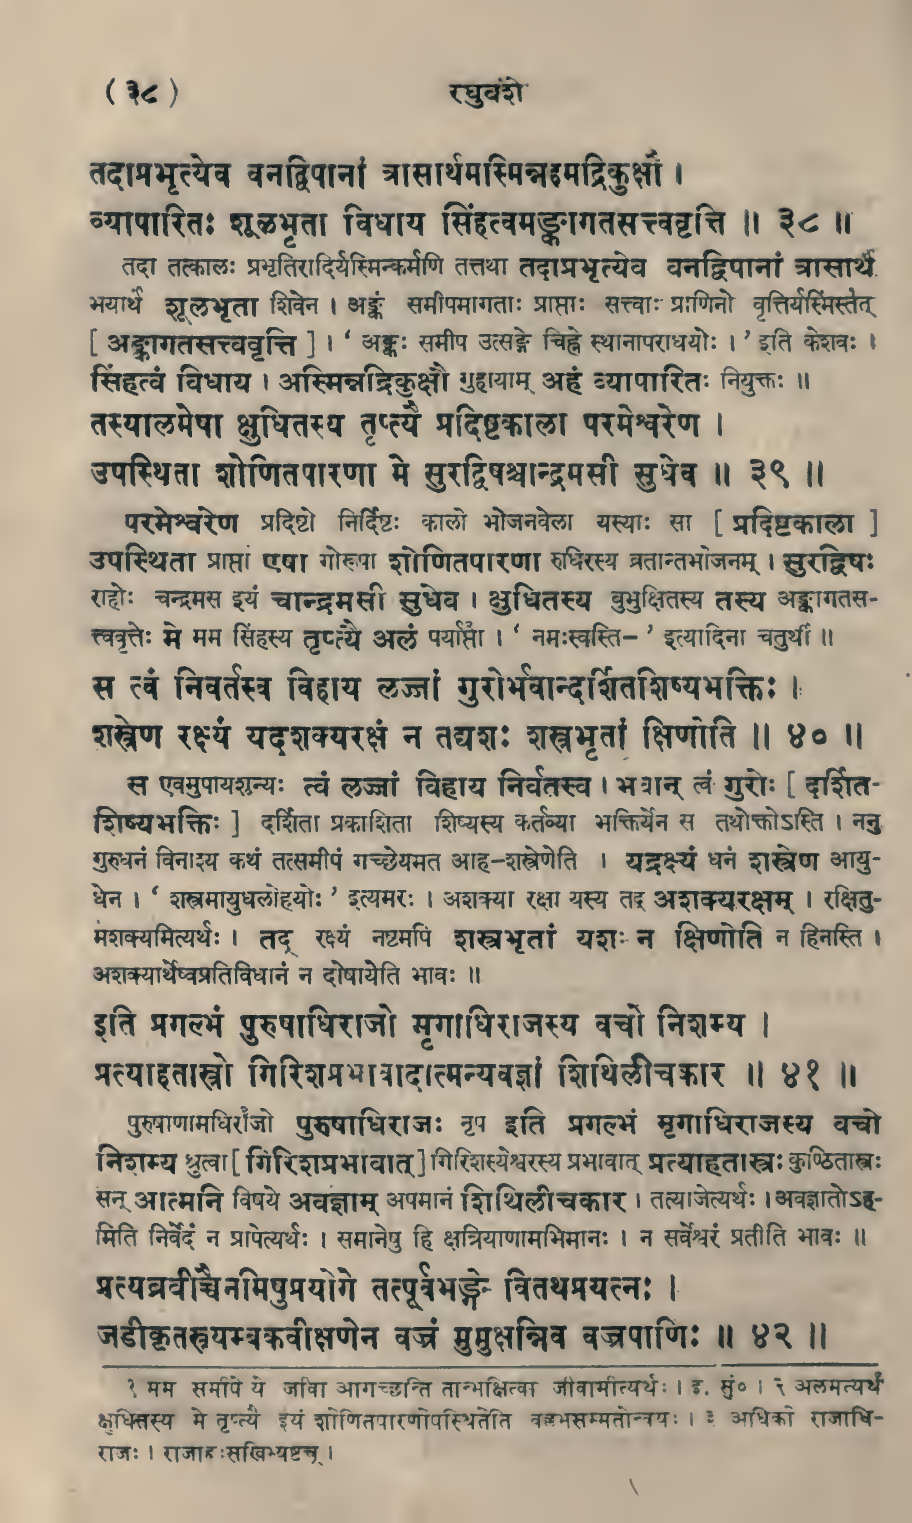 ( ३८ ) रघुवंशे
तदाप्रभृत्येव वनद्विपानां त्रासार्थमस्मिन्नहमद्रिकुक्षौ ।
व्यापारितः शूळभृता विधाय सिंहत्वमङ्कागतसत्त्ववृत्ति ॥ ३८ ॥
तदा तत्कालः प्रभृतिरादिर्यस्मिन्कर्मणि तत्तथा तदाप्रभृत्येव वनद्विपानां त्रासार्थं
भयार्थं शूलभृता शिवेन । अङ्कं समीपमागताः प्राप्ताः सत्त्वाः प्राणिनो वृत्तिर्यस्मिंस्तत्
[ अङ्कागतसत्त्ववृत्ति ] । ‘ अङ्कः समीप उत्सङ्गे चिह्ने स्थानापराधयोः । ’ इति केशवः ।
सिंहत्वं विधाय । अस्मिन्नद्रिकुक्षौ गुहायाम् अहं व्यापारितः नियुक्तः ॥
तस्यालमेषा क्षुधितस्य तृप्त्यै प्रदिष्टकाला परमेश्वरेण ।
उपस्थिता शोणितपारणा मे सुरद्विषश्चान्द्रमसी सुधेव ॥ ३९ ॥
परमेश्वरेण प्रदिष्टो निर्दिष्टः कालो भोजनवेला यस्याः सा [ प्रदिष्टकाला ]
उपस्थिता प्राप्ता एषा गोरूपा शोणितपारणा रुधिरस्य व्रतान्तभोजनम् । सुरद्विषः
राहोः चन्द्रमस इयं चान्द्रमसी सुधेव । क्षुधितस्य बुभुक्षितस्य तस्य अङ्कागतस-
त्त्ववृत्तेः मे मम सिंहस्य तृप्त्यै अलं पर्याप्ता । ‘ नमःस्वस्ति– ’ इत्यादिना चतुर्थी ॥
स त्वं निवर्तस्व विहाय लज्जां गुरोर्भवान्दर्शितशिष्यभक्तिः ।
शस्त्रेण रक्ष्यं यदशक्यरक्षं न तद्यशः शस्त्रभृतां क्षिणोति ॥ ४० ॥
स एवमुपायशून्यः त्वं लज्जां विहाय निर्वतस्व । भवान् त्वं गुरोः [ दर्शित-
शिष्यभक्तिः ] दर्शिता प्रकाशिता शिष्यस्य कर्तव्या भक्तिर्येन स तथोक्तोऽस्ति । ननु
गुरुधनं विनाश्य कथं तत्समीपं गच्छेयमत आह–शस्त्रेणेति । यद्रक्ष्यं धनं शस्त्रेण आयु-
धेन । ‘ शस्त्रमायुधलोहयोः ’ इत्यमरः । अशक्या रक्षा यस्य तद् अशक्यरक्षम् । रक्षितु-
मशक्यमित्यर्थः । तद् रक्ष्यं नष्टमपि शस्त्रभृतां यशः न क्षिणोति न हिनस्ति ।
अशक्यार्थेष्वप्रतिविधानं न दोषायेति भावः ॥
इति प्रगल्भं पुरुषाधिराजो मृगाधिराजस्य वचो निशम्य ।
प्रत्याहतास्त्रो गिरिशप्रभावादात्मन्यवज्ञां शिथिलीचकार ॥ ४१ ॥
पुरुषाणामधिरांजो पुरुषाधिराजः नृप इति प्रगल्भं मृगाधिराजस्य वचो
निशम्य श्रुत्वा [ गिरिशप्रभावात् ] गिरिशस्येश्वरस्य प्रभावात् प्रत्याहतास्त्रः कुण्ठितास्त्रः
सन् आत्मनि विषये अवज्ञाम् अपमानं शिथिलीचकार । तत्याजेत्यर्थः । अवज्ञातोऽह-
मिति निर्वेदं न प्रापेत्यर्थः । समानेषु हि क्षत्रियाणामभिमानः । न सर्वेश्वरं प्रतीति भावः ॥
प्रत्यब्रवीच्चैनमिषुप्रयोगे तत्पूर्वभङ्गे वितथप्रयत्नः ।
जडीकृतस्त्र्यम्बकवीक्षणेन वज्रं मुमुक्षन्निव वज्रपाणिः ॥ ४२ ॥
१ मम समीपे ये जीवा आगच्छन्ति तान्भक्षित्वा जीवामीत्यर्थः । इ. सुं० । २ अलमत्यर्थं
क्षुधितस्य मे तृप्त्यै इयं शोणितपारणोपस्थितेति वल्लभसम्मतोन्वयः । ३ अधिको राजाधि-
राजः । राजाहःसखिभ्यष्टच् ।